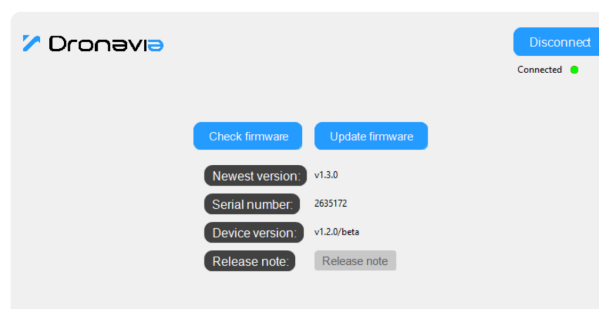 Dronavia
Disconnect
Connected
Check firmware
Update firmware
Newest version: v1.3.0
Serial number: 2635172
Device version: v1.2.0/beta
Release note: Release note